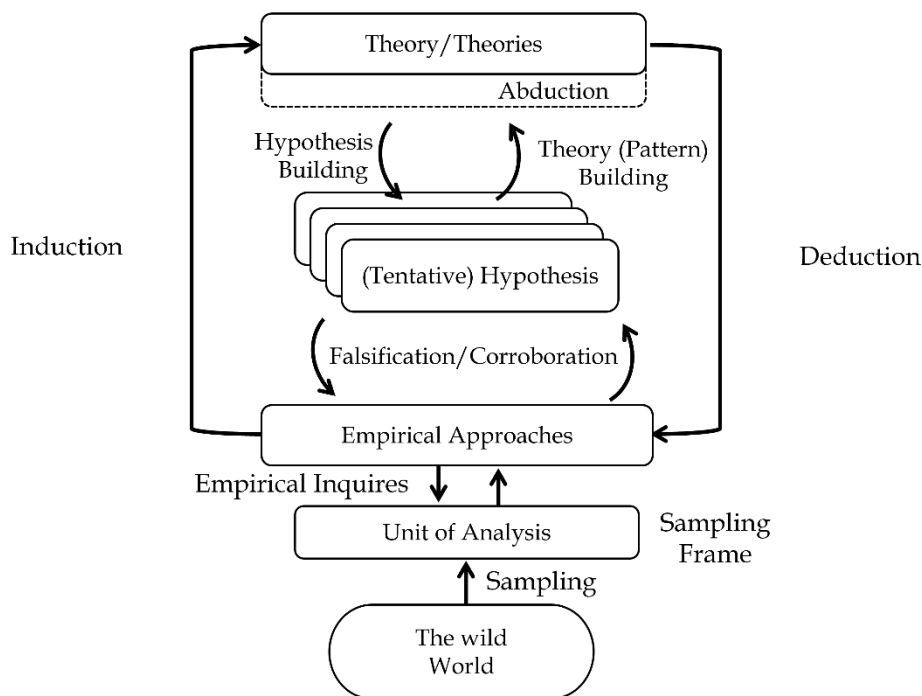 Theory/Theories
Abduction
Hypothesis
Building
Theory (Pattern)
Building
Induction
(Tentative) Hypothesis
Deduction
Falsification/Corroboration
Empirical Approaches
Empirical Inquires
Unit of Analysis
Sampling
Frame
Sampling
The wild
World